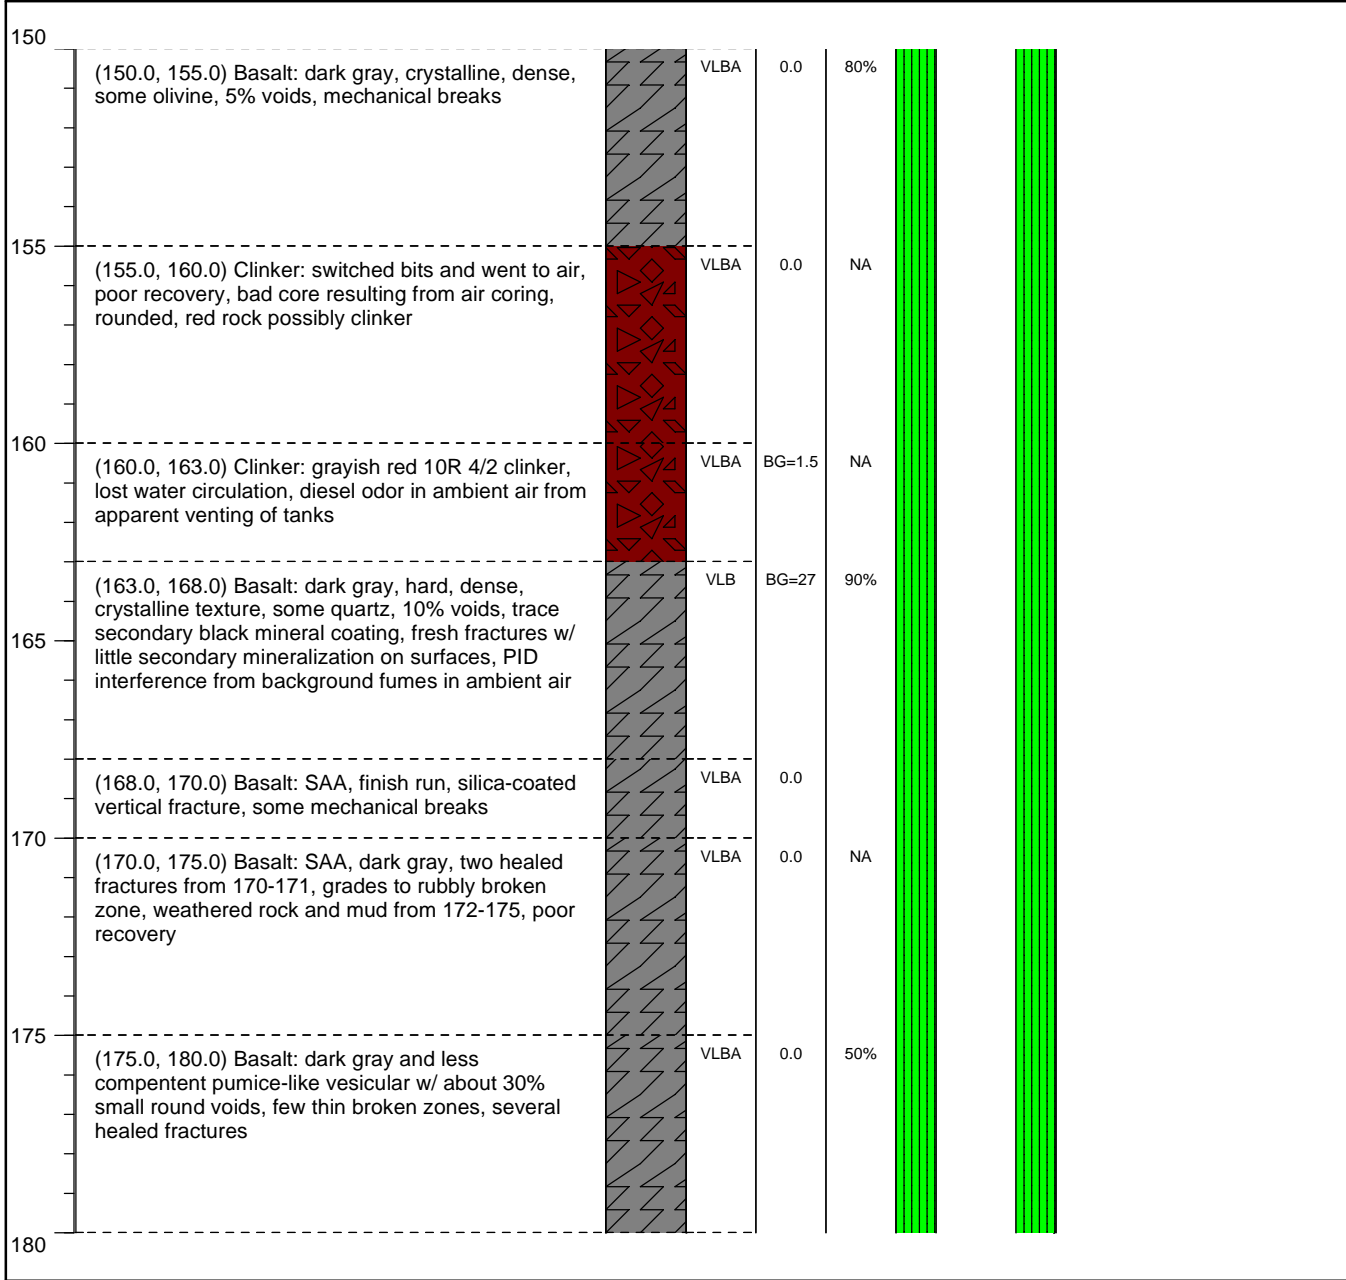 150
(150.0, 155.0) Basalt: dark gray, crystalline, dense,
some olivine, 5% voids, mechanical breaks
VLBA 0.0 80%
155
(155.0, 160.0) Clinker: switched bits and went to air,
poor recovery, bad core resulting from air coring,
rounded, red rock possibly clinker
VLBA 0.0 NA
160
(160.0, 163.0) Clinker: grayish red 10R 4/2 clinker,
lost water circulation, diesel odor in ambient air from
apparent venting of tanks
VLBA BG=1.5 NA
(163.0, 168.0) Basalt: dark gray, hard, dense,
crystalline texture, some quartz, 10% voids, trace
secondary black mineral coating, fresh fractures w/
little secondary mineralization on surfaces, PID
interference from background fumes in ambient air
VLB BG=27 90%
165
(168.0, 170.0) Basalt: SAA, finish run, silica-coated
vertical fracture, some mechanical breaks
VLBA 0.0
170
(170.0, 175.0) Basalt: SAA, dark gray, two healed
fractures from 170-171, grades to rubbly broken
zone, weathered rock and mud from 172-175, poor
recovery
VLBA 0.0 NA
175
(175.0, 180.0) Basalt: dark gray and less
compentent pumice-like vesicular w/ about 30%
small round voids, few thin broken zones, several
healed fractures
VLBA 0.0 50%
180